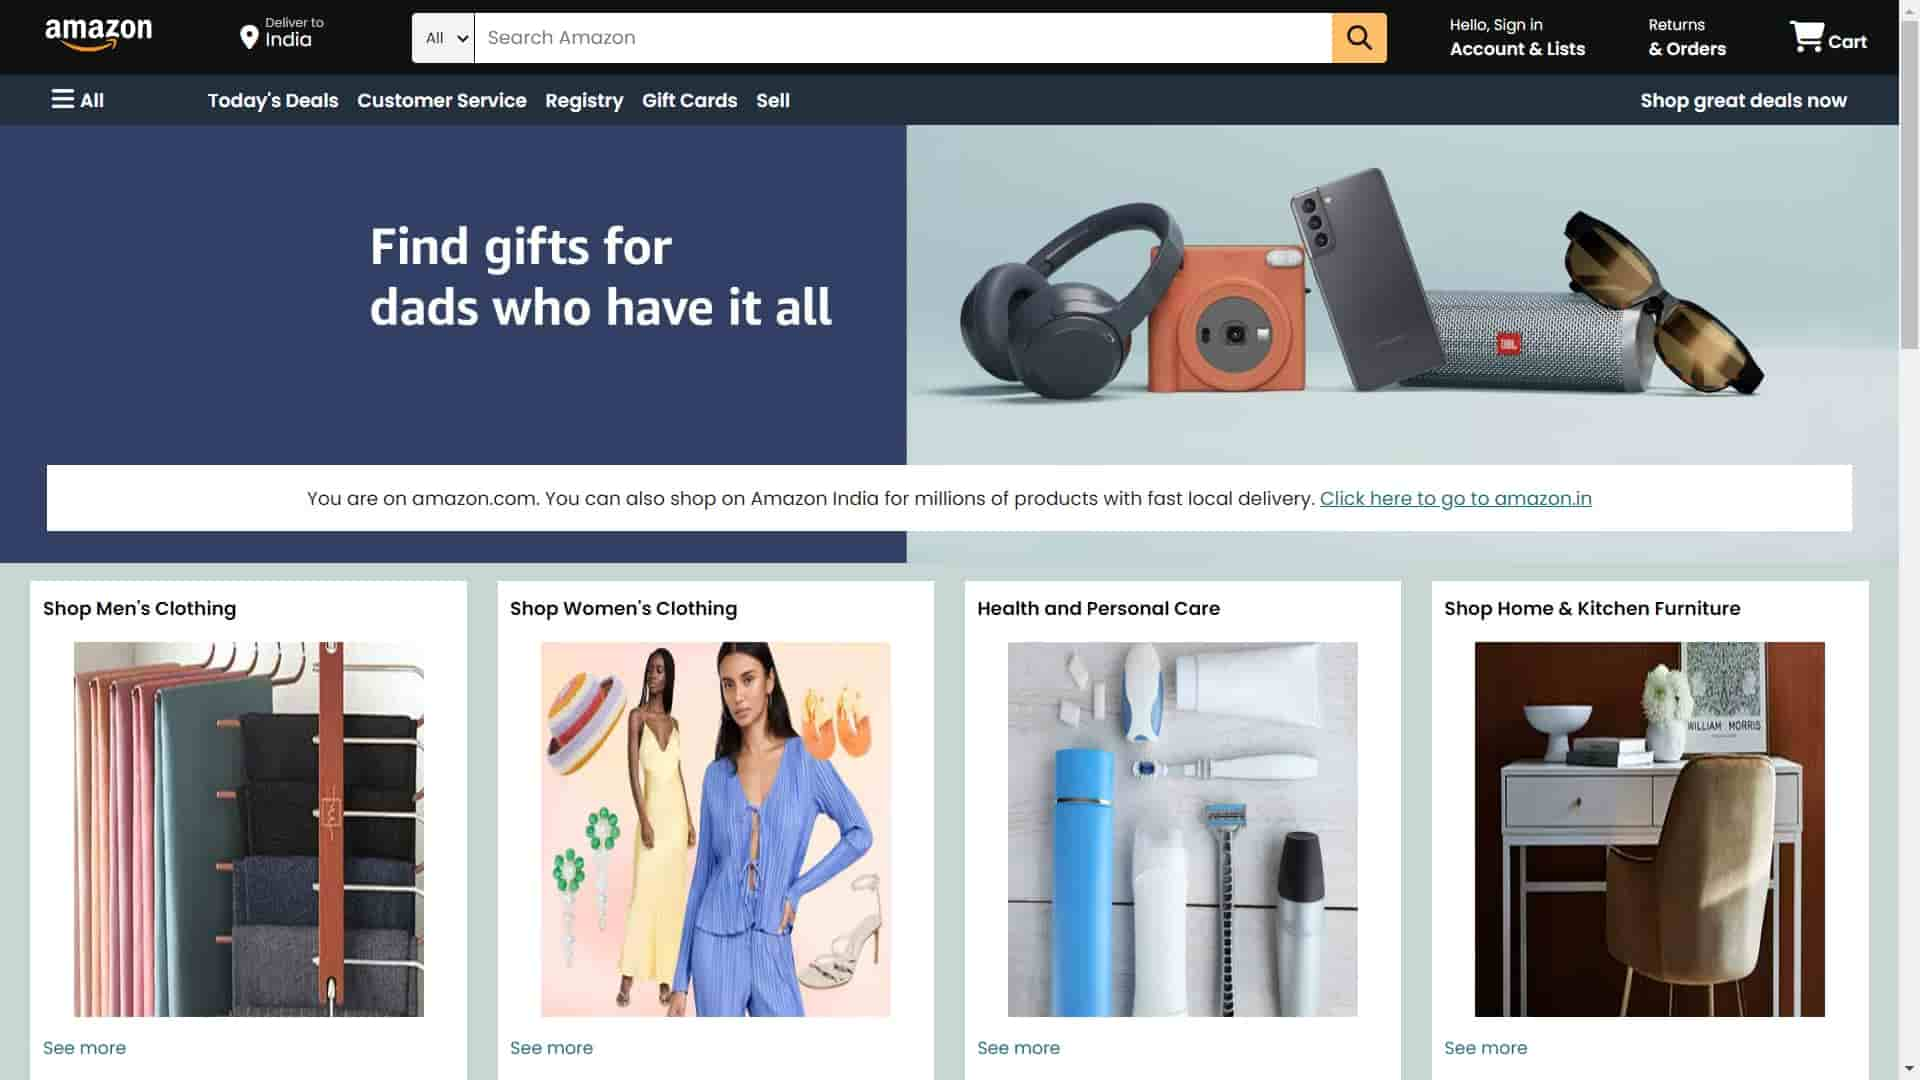 amazon
Deliver to
India
All
Search Amazon
Hello, Sign in
Account & Lists
Returns
& Orders
Cart
All
Today's Deals
Customer Service
Registry
Gift Cards
Sell
Shop great deals now
Find gifts for
dads who have it all
JBL
You are on amazon.com. You can also shop on Amazon India for millions of products with fast local delivery. Click here to go to amazon.in
Shop Men's Clothing
Shop Women's Clothing
Health and Personal Care
Shop Home & Kitchen Furniture
WILLIAM MORRIS
See more
See more
See more
See more